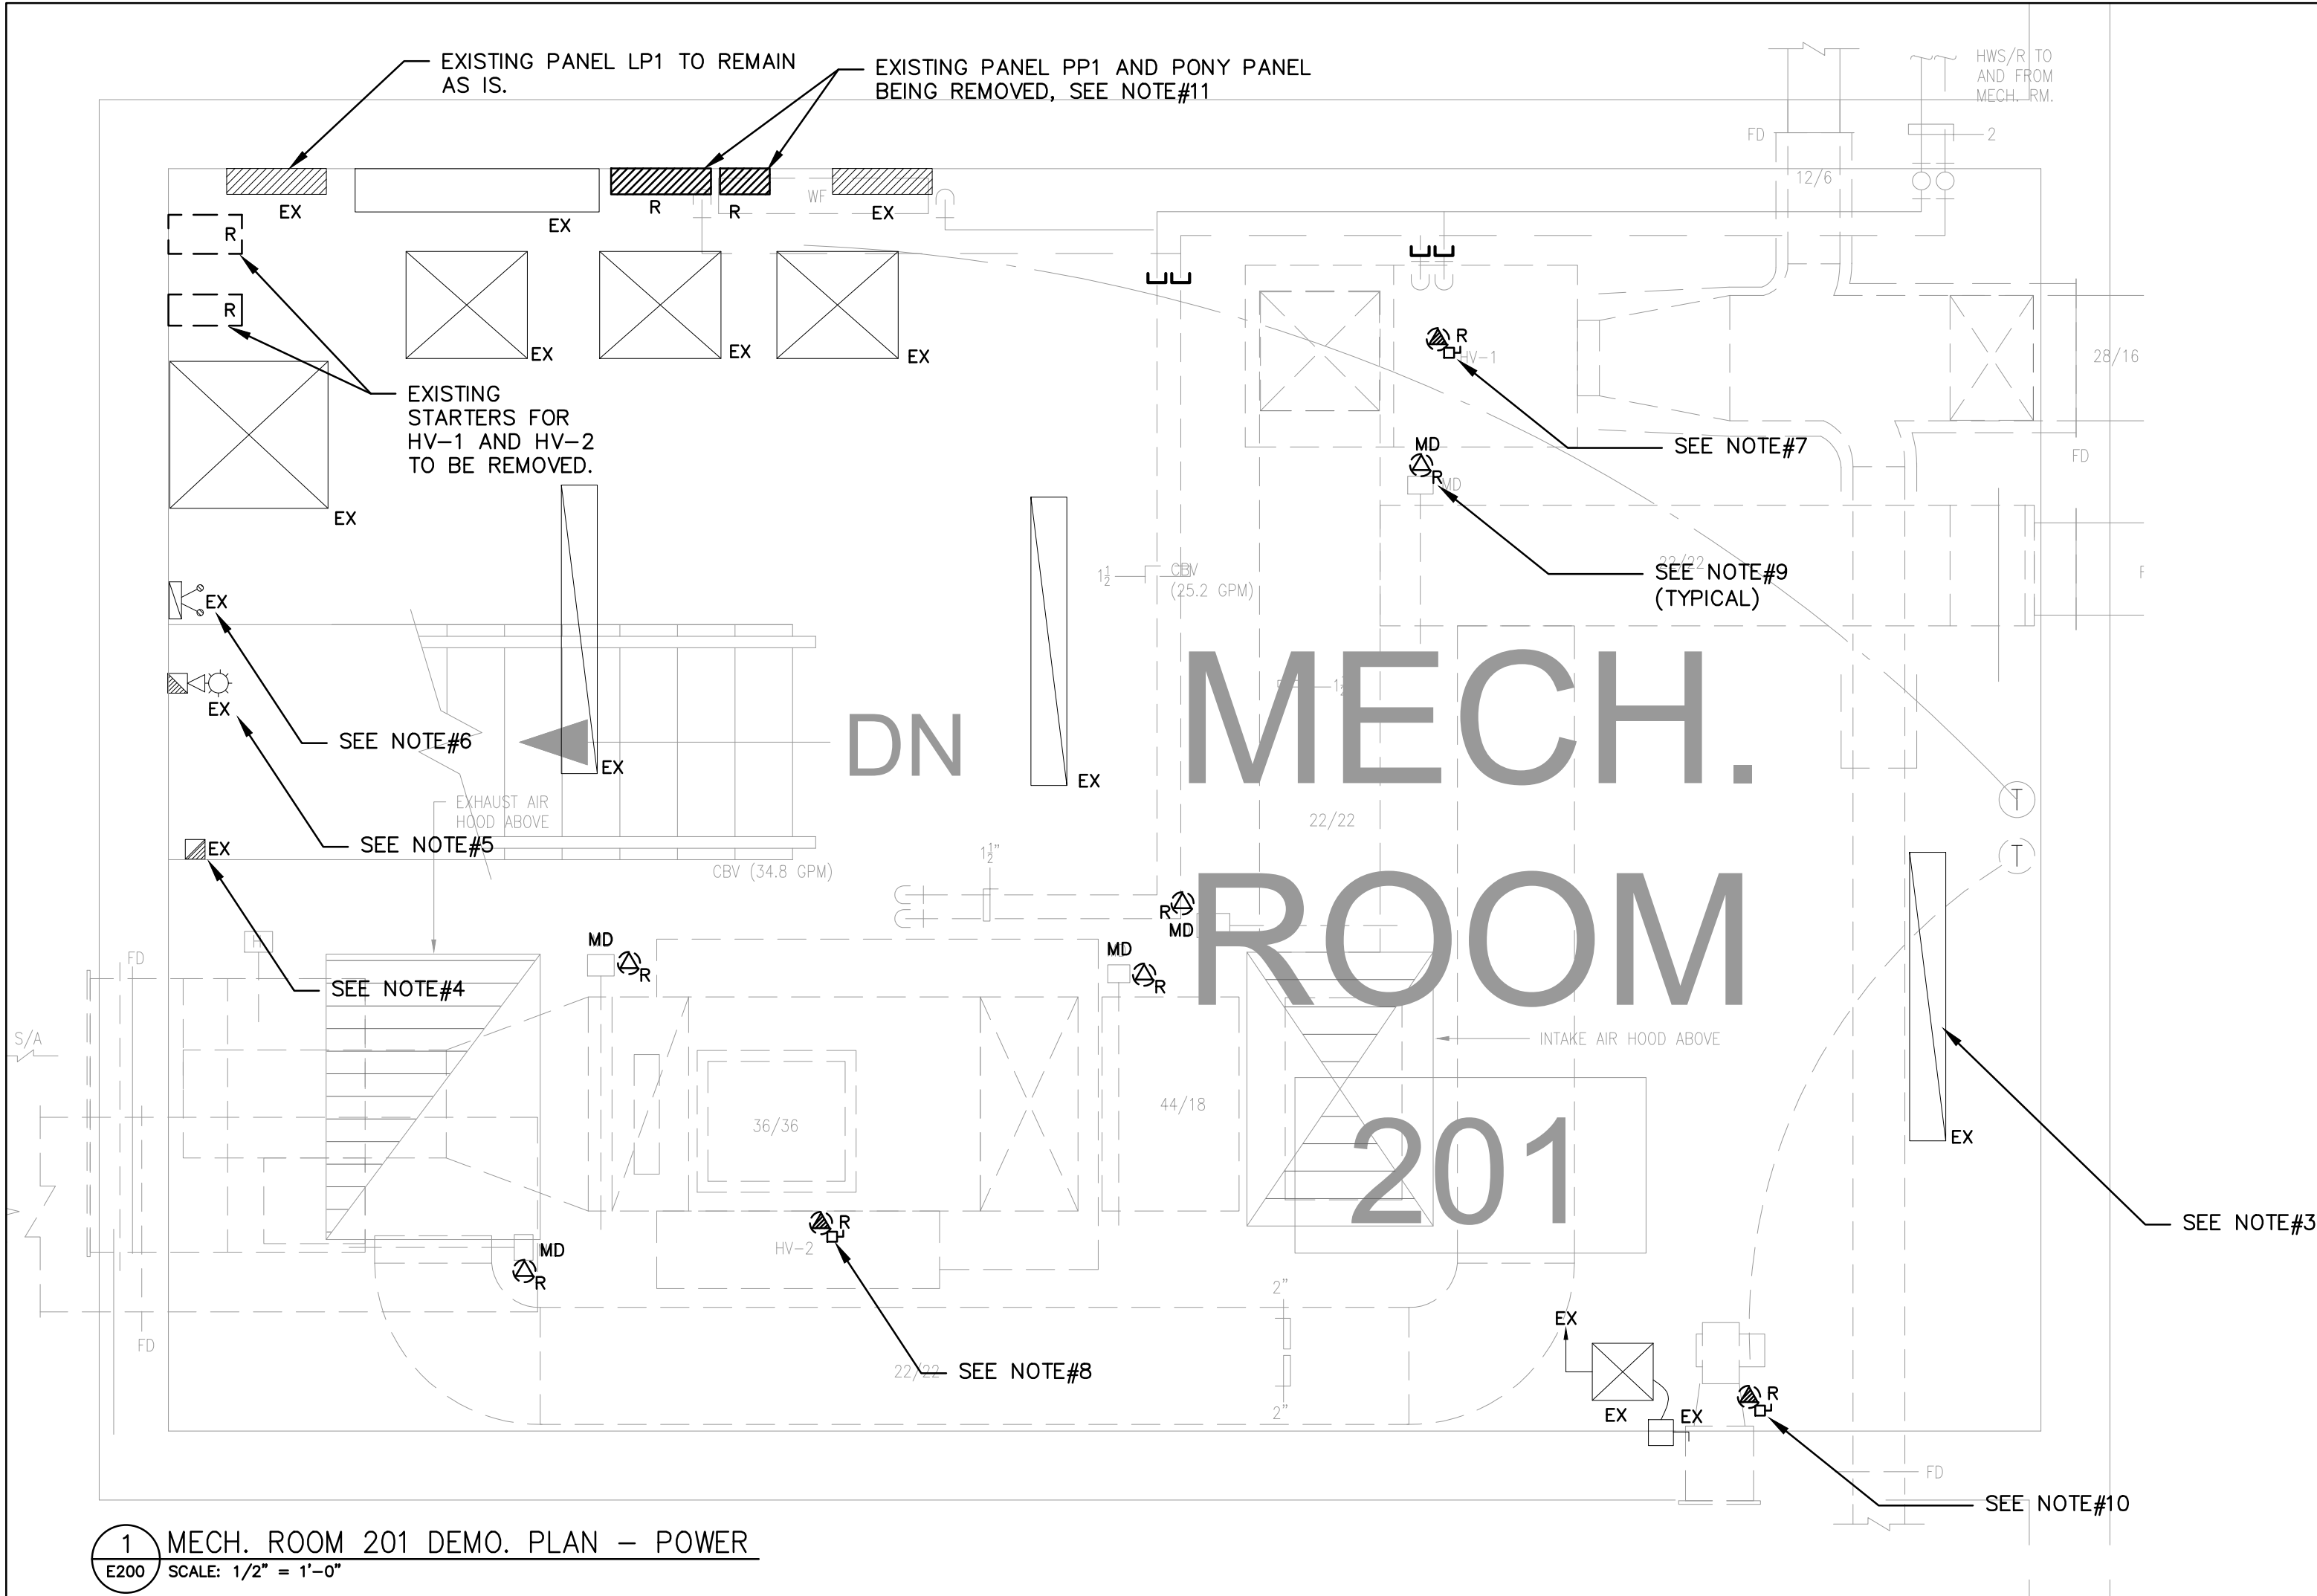 EXISTING PANEL LP1 TO REMAIN
AS IS.
EXISTING PANEL PP1 AND PONY PANEL
BEING REMOVED, SEE NOTE#11
HWS/R TO
AND FROM
MECH. RM.
FD
2
12/6
EX
EX
R
R
WF
EX
R
R
EX
EX
EX
EXISTING
STARTERS FOR
HV-1 AND HV-2
TO BE REMOVED.
EX
R
HV-1
28/16
SEE NOTE#7
MD
R
MD
FD
22/22
SEE NOTE#9
(TYPICAL)
1½
CBV
(25.2 GPM)
EX
SEE NOTE#6
EX
SEE NOTE#5
EX
SEE NOTE#4
EX
DN
EX
MECH.
ROOM
201
EXHAUST AIR
HOOD ABOVE
CBV (34.8 GPM)
1½"
22/22
T
T
R
MD
MD
R
MD
R
FD
S/A
INTAKE AIR HOOD ABOVE
44/18
36/36
EX
SEE NOTE#3
R
HV-2
MD
R
FD
2"
2"
22/22
SEE NOTE#8
EX
EX
EX
R
FD
SEE NOTE#10
1
E200
MECH. ROOM 201 DEMO. PLAN - POWER
SCALE: 1/2" = 1'-0"